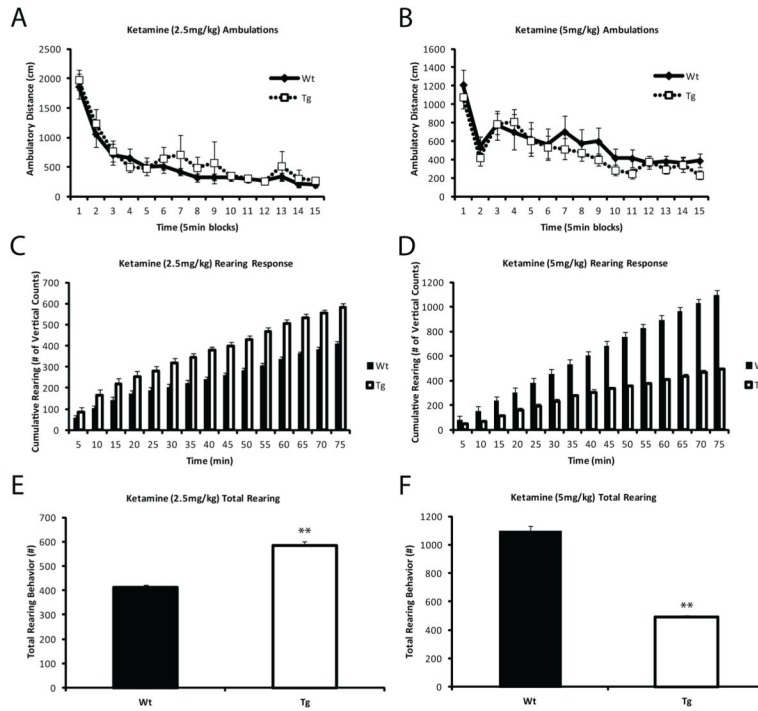 A
Ketamine (2.5mg/kg) Ambulations
Ambulatory Distance (cm)
2500
2000
1500
1000
500
0
Wt
Tg
1 2 3 4 5 6 7 8 9 10 11 12 13 14 15
Time (5min blocks)
B
Ketamine (5mg/kg) Ambulations
Ambulatory Distance (cm)
1600
1400
1200
1000
800
600
400
200
0
Wt
Tg
1 2 3 4 5 6 7 8 9 10 11 12 13 14 15
Time (5min blocks)
C
Ketamine (2.5mg/kg) Rearing Response
Cumulative Rearing (# of Vertical Counts)
700
600
500
400
300
200
100
0
Wt
Tg
5 10 15 20 25 30 35 40 45 50 55 60 65 70 75
Time (min)
D
Ketamine (5mg/kg) Rearing Response
Cumulative Rearing (# of Vertical Counts)
1200
1000
800
600
400
200
0
5 10 15 20 25 30 35 40 45 50 55 60 65 70 75
Time (min)
E
Ketamine (2.5mg/kg) Total Rearing
Total Rearing Behavior (#)
700
600
500
400
300
200
100
0
**
Wt Tg
F
Ketamine (5mg/kg) Total Rearing
Total Rearing Behavior (#)
1200
1000
800
600
400
200
0
**
Wt Tg